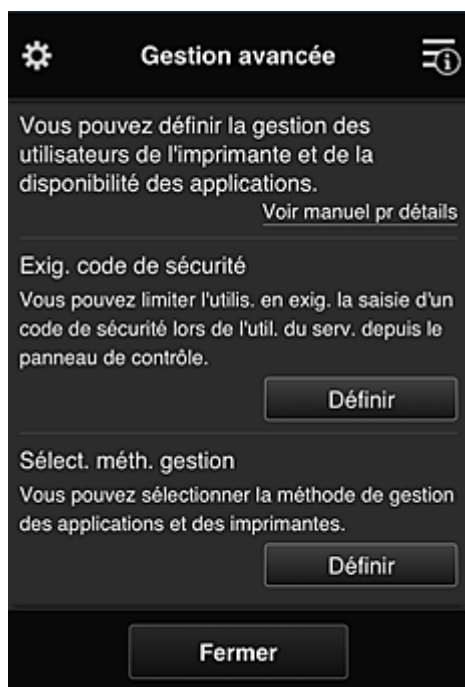 Gestion avancée
Vous pouvez définir la gestion des
utilisateurs de l'imprimante et de la
disponibilité des applications.
Voir manuel pr détails
Exig. code de sécurité
Vous pouvez limiter l'utilis. en exig. la saisie d'un
code de sécurité lors de l'util. du serv. depuis le
panneau de contrôle.
Définir
Sélect. méth. gestion
Vous pouvez sélectionner la méthode de gestion
des applications et des imprimantes.
Définir
Fermer